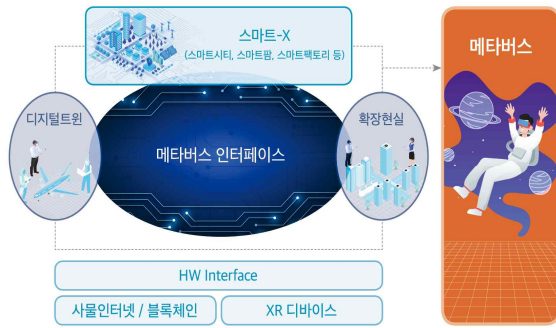 스마트-X
(스마트시티, 스마트팜, 스마트팩토리 등)
메타버스
디지털트윈
메타버스 인터페이스
확장현실
HW Interface
사물인터넷 / 블록체인
XR 디바이스